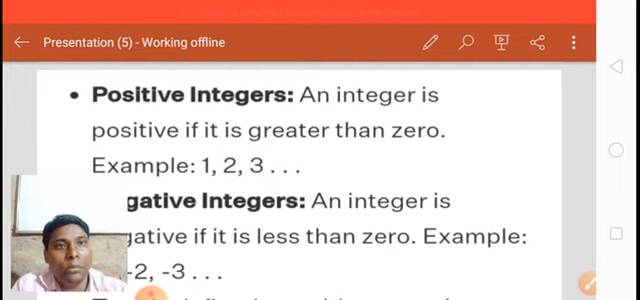 Presentation (5) - Working offline
• Positive Integers: An integer is
positive if it is greater than zero.
Example: 1, 2, 3 . . .
gative Integers: An integer is
gative if it is less than zero. Example:
-2, -3 . . .